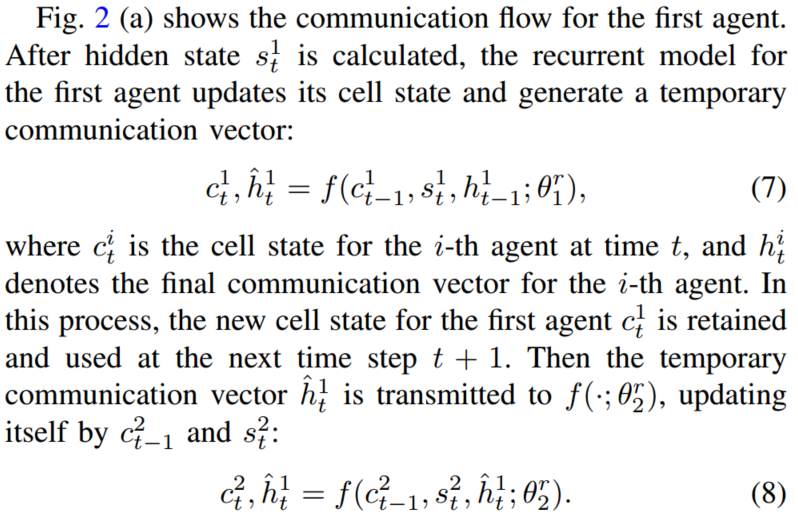 Fig. 2 (a) shows the communication flow for the first agent.
After hidden state $s_t^1$ is calculated, the recurrent model for
the first agent updates its cell state and generate a temporary
communication vector:
$c_t^1, \hat{h}_t^1 = f(c_{t-1}^1, s_t^1, h_{t-1}^1; \theta_1^r),$ (7)
where $c_t^i$ is the cell state for the $i$-th agent at time $t$, and $h_t^i$
denotes the final communication vector for the $i$-th agent. In
this process, the new cell state for the first agent $c_t^1$ is retained
and used at the next time step $t + 1$. Then the temporary
communication vector $\hat{h}_t^1$ is transmitted to $f(\cdot; \theta_2^r)$, updating
itself by $c_{t-1}^2$ and $s_t^2$:
$c_t^2, \hat{h}_t^1 = f(c_{t-1}^2, s_t^2, \hat{h}_t^1; \theta_2^r).$ (8)